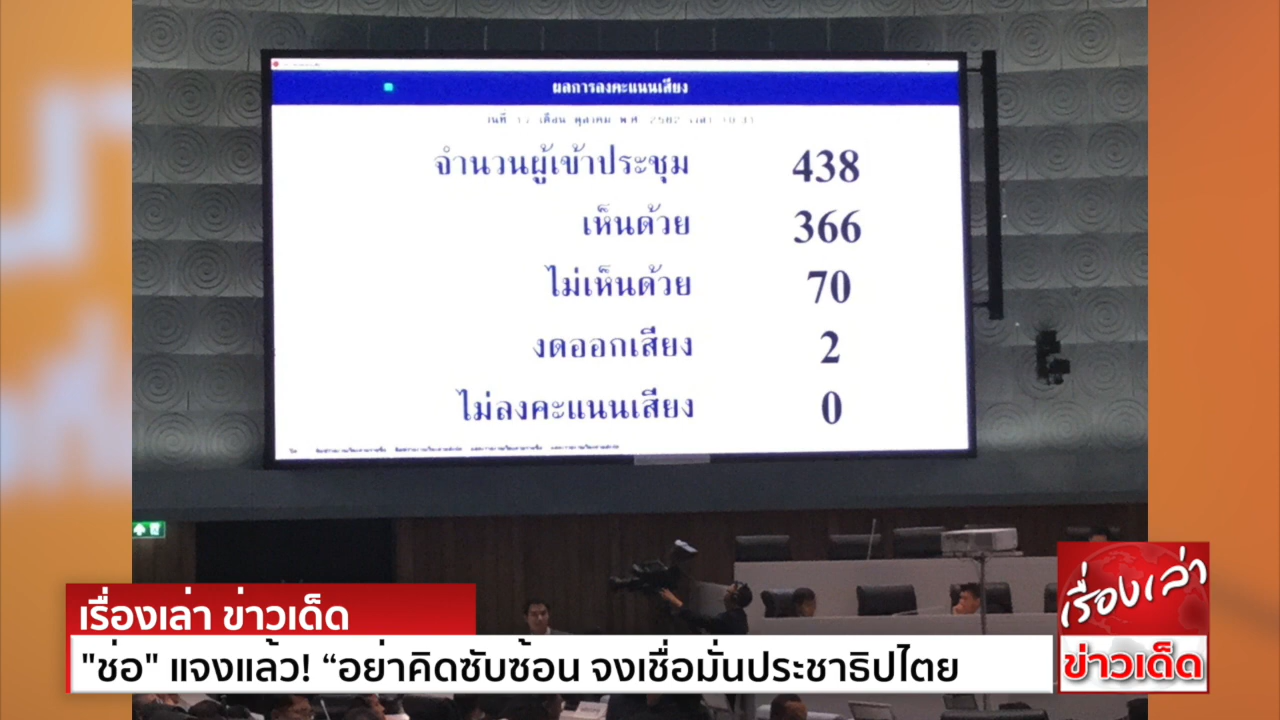 ผลการลงคะแนนเสียง
จำนวนผู้เข้าประชุม 438
เห็นด้วย 366
ไม่เห็นด้วย 70
งดออกเสียง 2
ไม่ลงคะแนนเสียง 0
เรื่องเล่า ข่าวเด็ด
"ช่อ" แจงแล้ว! “อย่าคิดซับซ้อน จงเชื่อมั่นประชาธิปไตย
เรื่องเล่า
ข่าวเด็ด